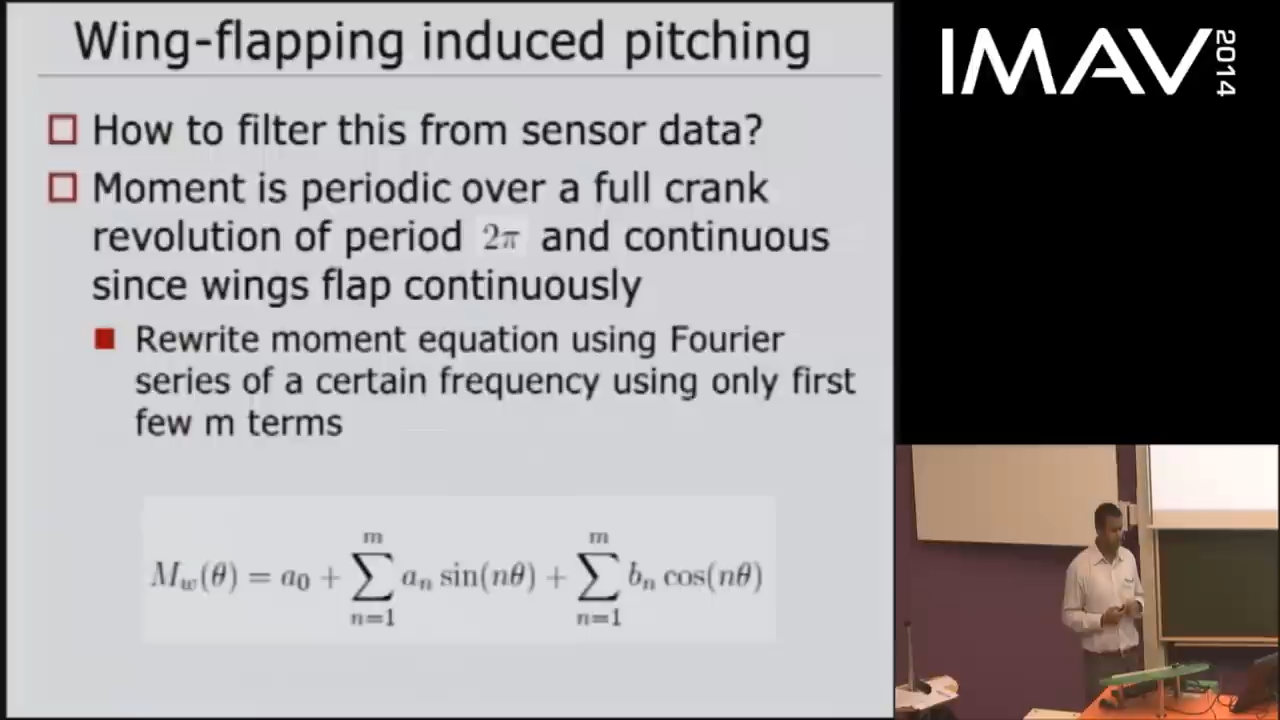 Wing-flapping induced pitching
How to filter this from sensor data?
Moment is periodic over a full crank
revolution of period 2π and continuous
since wings flap continuously
Rewrite moment equation using Fourier
series of a certain frequency using only first
few m terms
M_w(θ) = a_0 + \sum_{n=1}^{m} a_n sin(nθ) + \sum_{n=1}^{m} b_n cos(nθ)
IMAV 2014